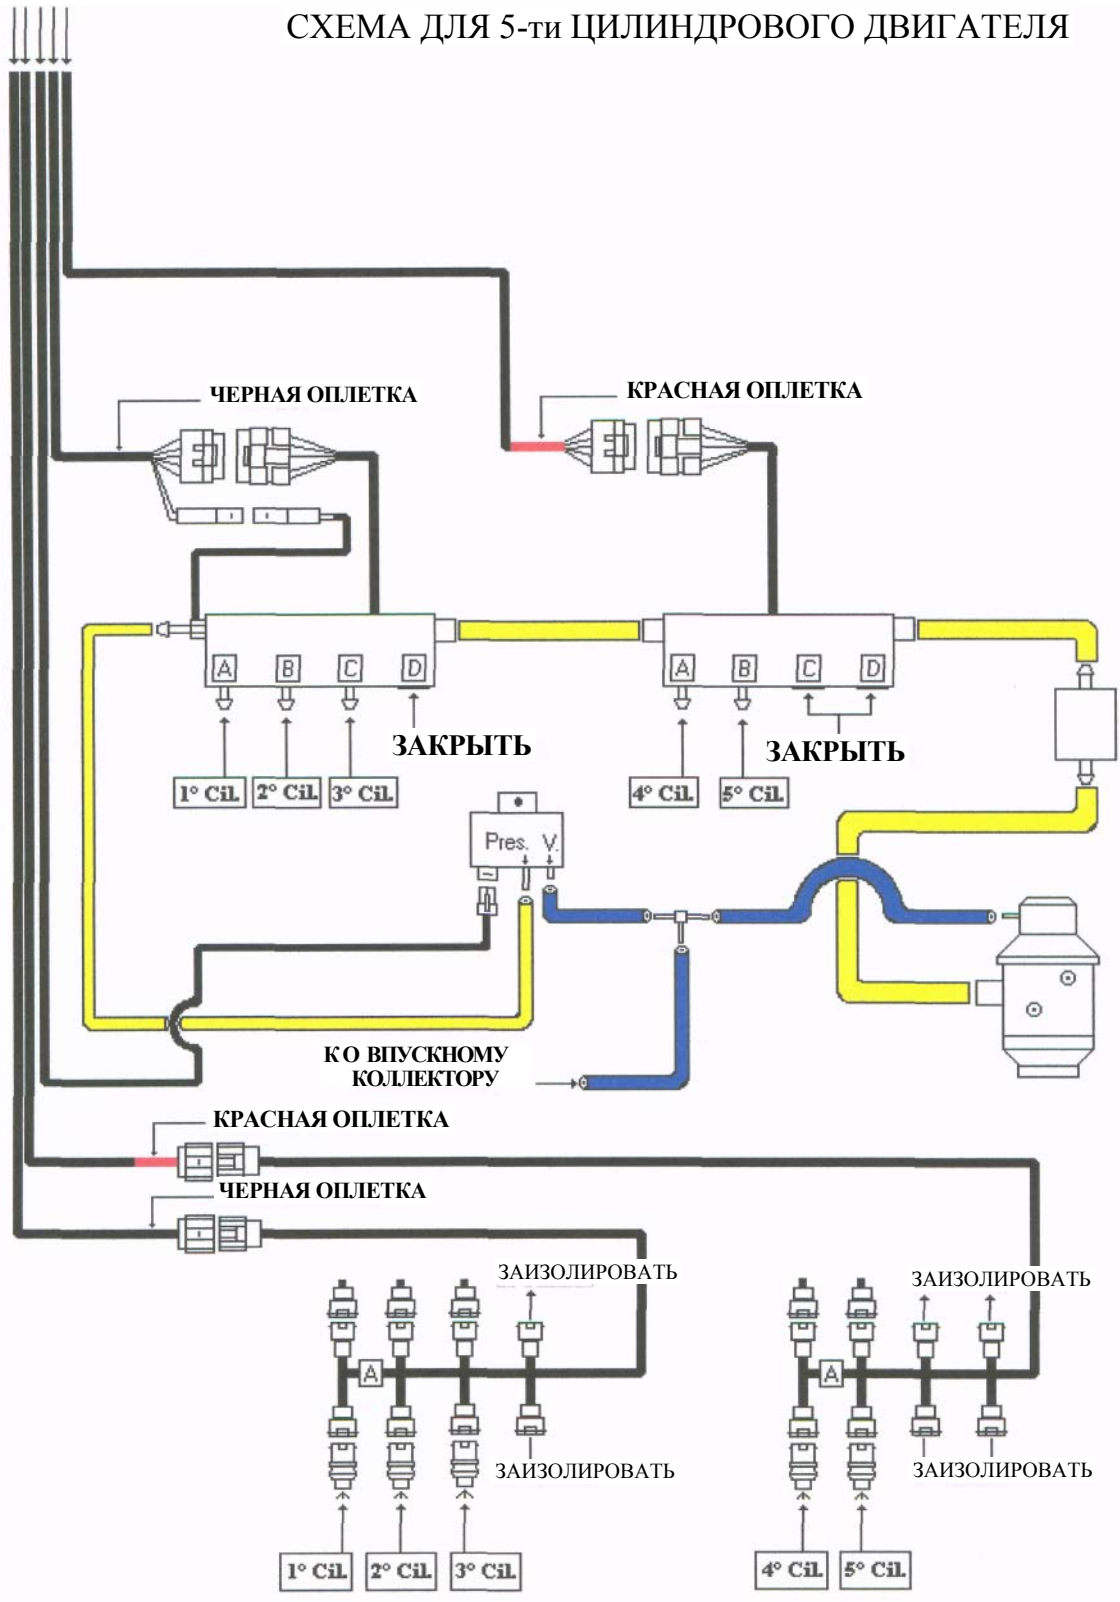 СХЕМА ДЛЯ 5-ти ЦИЛИНДРОВОГО ДВИГАТЕЛЯ
ЧЕРНАЯ ОПЛЕТКА
КРАСНАЯ ОПЛЕТКА
A B C D
A B C D
ЗАКРЫТЬ
ЗАКРЫТЬ
1° Cil. 2° Cil. 3° Cil.
4° Cil. 5° Cil.
Pres. V.
К О ВПУСКНОМУ
КОЛЛЕКТОРУ
КРАСНАЯ ОПЛЕТКА
ЧЕРНАЯ ОПЛЕТКА
ЗАИЗОЛИРОВАТЬ
ЗАИЗОЛИРОВАТЬ
A
A
ЗАИЗОЛИРОВАТЬ
ЗАИЗОЛИРОВАТЬ
1° Cil. 2° Cil. 3° Cil.
4° Cil. 5° Cil.